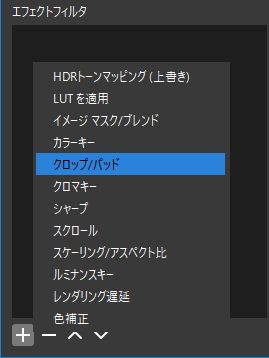 エフェクトフィルタ
HDRトーンマッピング (上書き)
LUT を適用
イメージ マスク/ブレンド
カラーキー
クロップ/パッド
クロマキー
シャープ
スクロール
スケーリング/アスペクト比
ルミナンスキー
レンダリング遅延
色補正